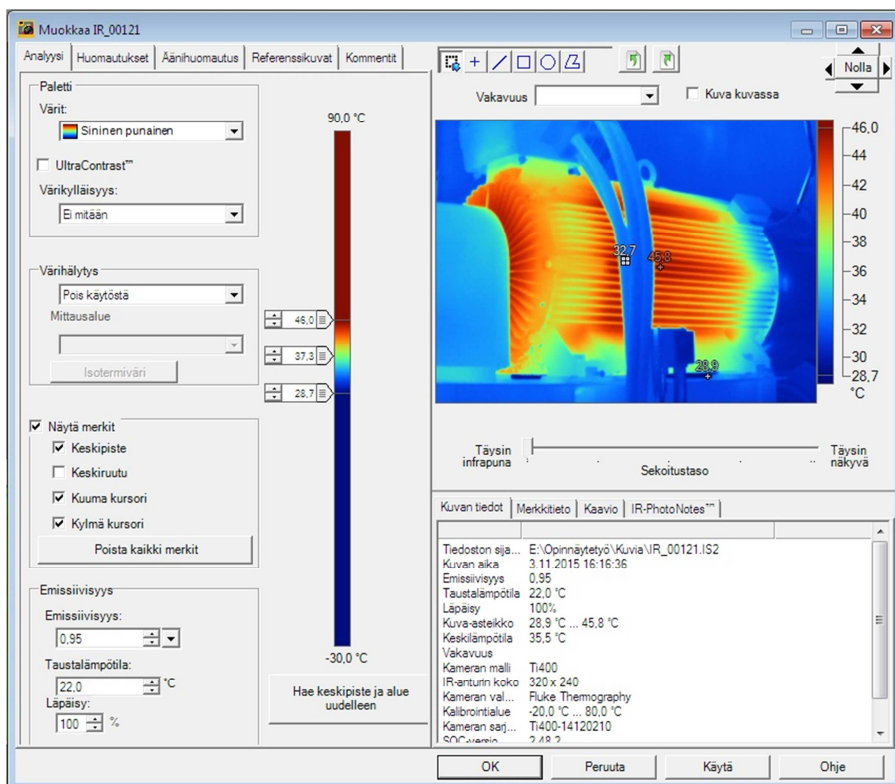 Muokkaa IR_00121
Analyysi Huomautukset Äänihuomautus Referenssikuvat Kommentit
Paletti
Värit:
Sininen punainen
UltraContrast™
Värikylläisyys:
Ei mitään
Värihälytys
Pois käytöstä
Mittausalue
Isotermiväri
Näytä merkit
Keskipiste
Keskiruutu
Kuuma kursori
Kylmä kursori
Poista kaikki merkit
Emissiivisyys
Emissiivisyys:
0,95
Taustalämpötila:
22,0 °C
Läpäisy:
100 %
90,0 °C
46,0
37,3
28,7
-30,0 °C
Hae keskipiste ja alue
uudelleen
Nolla
Vakavuus
Kuva kuvassa
32,7
45,8
28,9
46,0
44
42
40
38
36
34
32
30
28,7
°C
Täysin
infrapuna
Sekoitustaso
Täysin
näkyvä
Kuvan tiedot Merkkitieto Kaavio IR-PhotoNotes™
Tiedoston sija... E:\Opinnäytetyö\Kuvia\IR_00121.IS2
Kuvan aika 3.11.2015 16:16:36
Emissiivisyys 0,95
Taustalämpötila 22,0 °C
Läpäisy 100%
Kuva-asteikko 28,9 °C ... 45,8 °C
Keskilämpötila 35,5 °C
Vakavuus
Kameran malli Ti400
IR-anturin koko 320 x 240
Kameran val... Fluke Thermography
Kalibrointialue -20,0 °C ... 80,0 °C
Kameran sarj... Ti400-14120210
SOC-versio 2.48.2
OK Peruuta Käytä Ohje